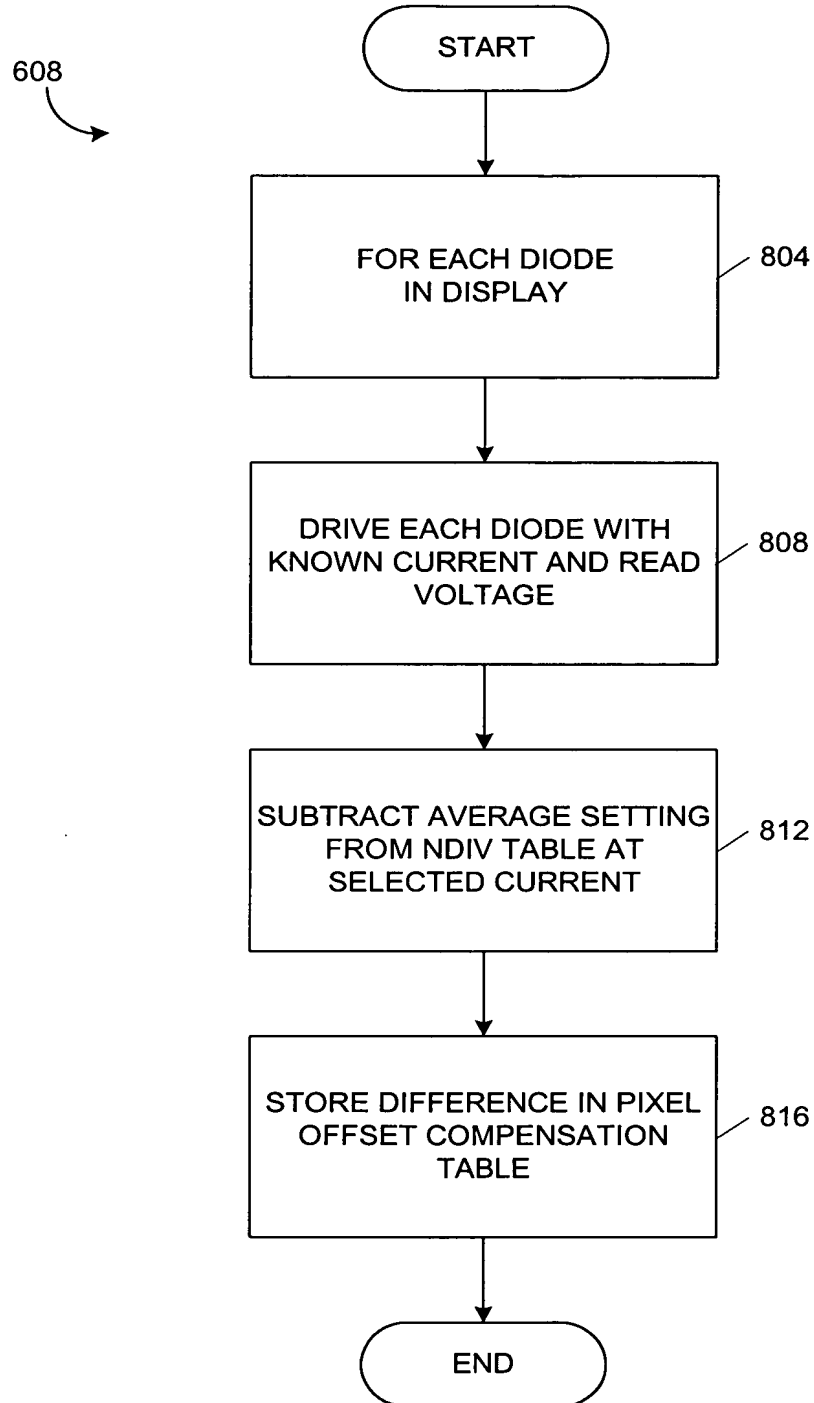 START
608
FOR EACH DIODE
IN DISPLAY
804
DRIVE EACH DIODE WITH
KNOWN CURRENT AND READ
VOLTAGE
808
SUBTRACT AVERAGE SETTING
FROM NDIV TABLE AT
SELECTED CURRENT
812
STORE DIFFERENCE IN PIXEL
OFFSET COMPENSATION
TABLE
816
END